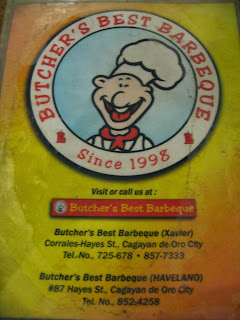 BUTCHER'S BEST BARBEQUE
Since 1998
Visit or call us at :
Butcher's Best Barbeque
Butcher's Best Barbeque (Xavier)
Corrales-Hayes St., Cagayan de Oro City
Tel. No., 725-678 • 857-7333
Butcher's Best Barbeque (HAVELANO)
#87 Hayes St., Cagayan de Oro City
Tel. No. 852-4258